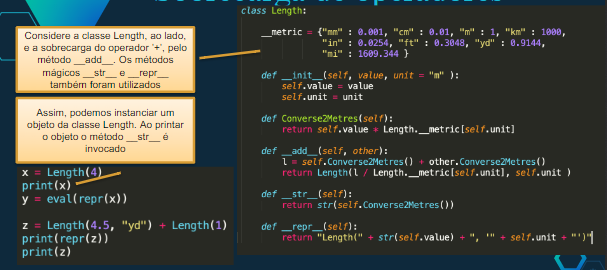 class Length:
Considere a classe Length, ao lado,
e a sobrecarga do operador '+', pelo
método __add__. Os métodos
mágicos __str__ e __repr__
também foram utilizados
Assim, podemos instanciar um
objeto da classe Length. Ao printar
o objeto o método __str__ é
invocado
x = Length(4)
print(x)
y = eval(repr(x))
z = Length(4.5, "yd") + Length(1)
print(repr(z))
print(z)
__metric = {"mm" : 0.001, "cm" : 0.01, "m" : 1, "km" : 1000,
"in" : 0.0254, "ft" : 0.3048, "yd" : 0.9144,
"mi" : 1609.344 }
def __init__(self, value, unit = "m" ):
self.value = value
self.unit = unit
def Converse2Metres(self):
return self.value * Length.__metric[self.unit]
def __add__(self, other):
l = self.Converse2Metres() + other.Converse2Metres()
return Length(l / Length.__metric[self.unit], self.unit )
def __str__(self):
return str(self.Converse2Metres())
def __repr__(self):
return "Length(" + str(self.value) + ", '" + self.unit + "')"